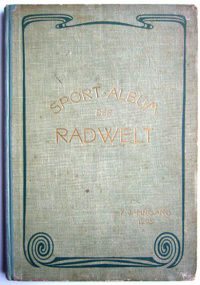 SPORT-ALBUM
DER
RADWELT
JAHRGANG